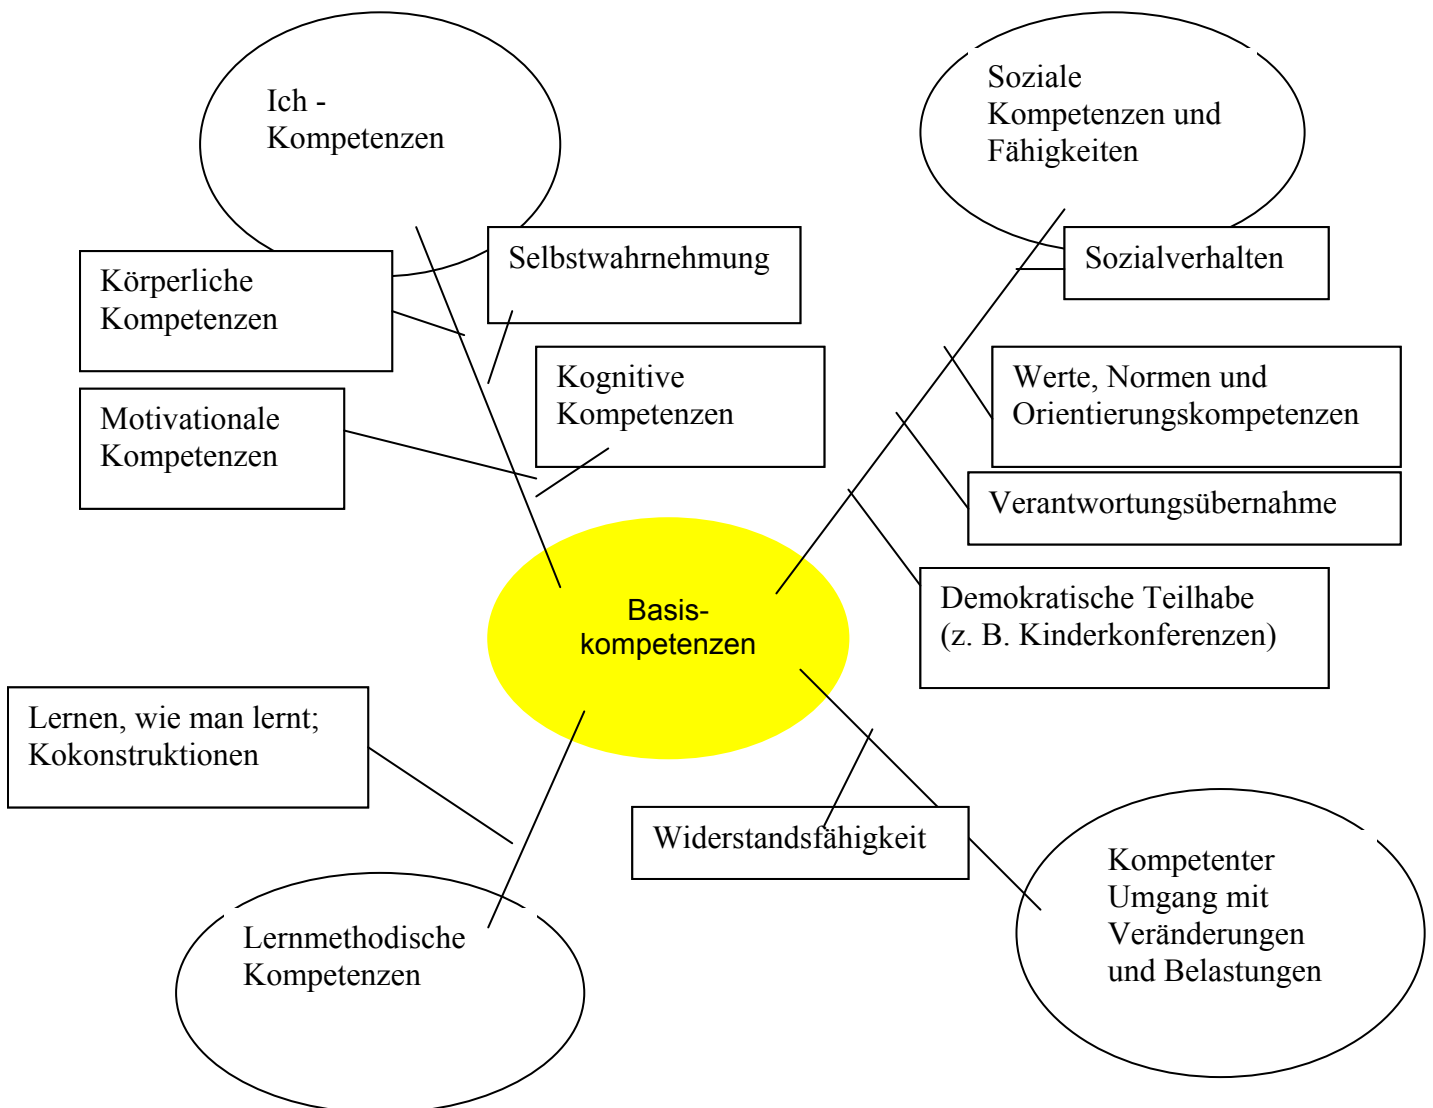 Ich -
Kompetenzen
Soziale
Kompetenzen und
Fähigkeiten
Selbstwahrnehmung
Sozialverhalten
Körperliche
Kompetenzen
Kognitive
Kompetenzen
Werte, Normen und
Orientierungskompetenzen
Motivationale
Kompetenzen
Verantwortungsübernahme
Demokratische Teilhabe
(z. B. Kinderkonferenzen)
Basis-
kompetenzen
Lernen, wie man lernt;
Kokonstruktionen
Widerstandsfähigkeit
Kompetenter
Umgang mit
Veränderungen
und Belastungen
Lernmethodische
Kompetenzen